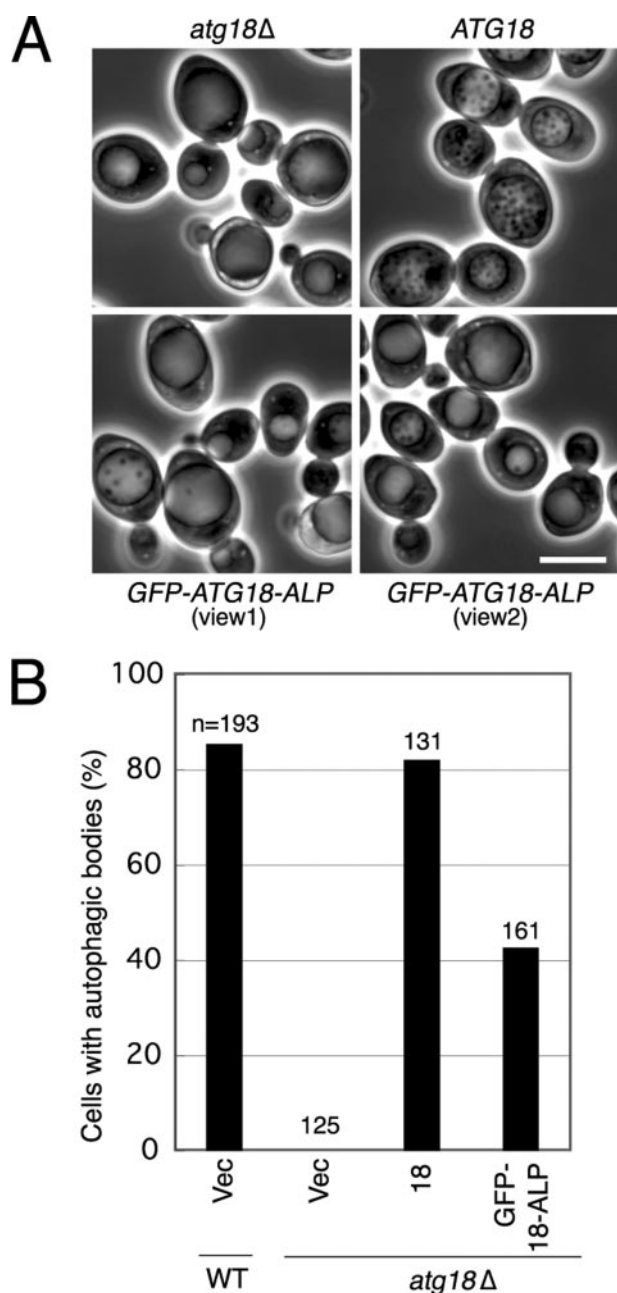 A
atg18Δ
ATG18
GFP-ATG18-ALP
(view1)
GFP-ATG18-ALP
(view2)
B
Cells with autophagic bodies (%)
100
80
60
40
20
0
n=193
125
131
161
Vec
Vec
18
GFP-
18-ALP
WT
atg18Δ